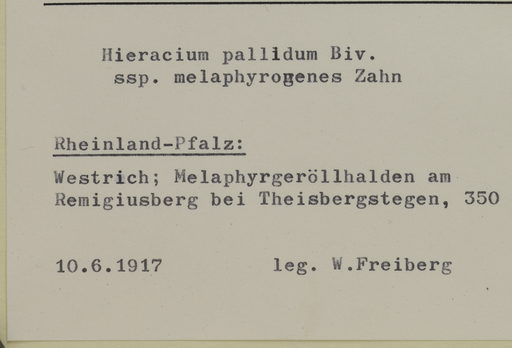 Hieracium pallidum Biv.
ssp. melaphyrogenes Zahn
Rheinland-Pfalz:
Westrich; Melaphyrgeröllhalden am
Remigiusberg bei Theisbergstegen, 350
10.6.1917 leg. W.Freiberg